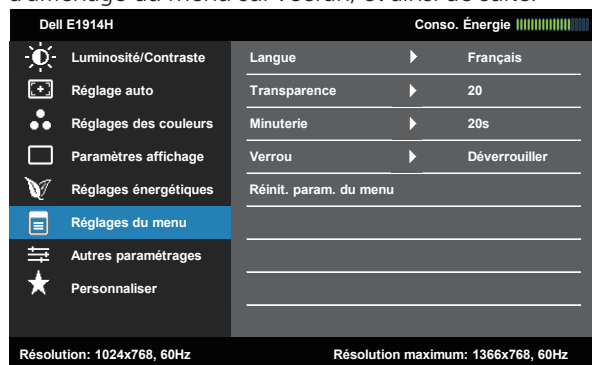 d'affichage du menu sur l'écran, et ainsi de suite.
Dell E1914H Conso. Énergie
Luminosité/Contraste
Réglage auto
Réglages des couleurs
Paramètres affichage
Réglages énergétiques
Réglages du menu
Autres paramétrages
Personnaliser
Langue Français
Transparence 20
Minuterie 20s
Verrou Déverrouiller
Réinit. param. du menu
Résolution: 1024x768, 60Hz Résolution maximum: 1366x768, 60Hz